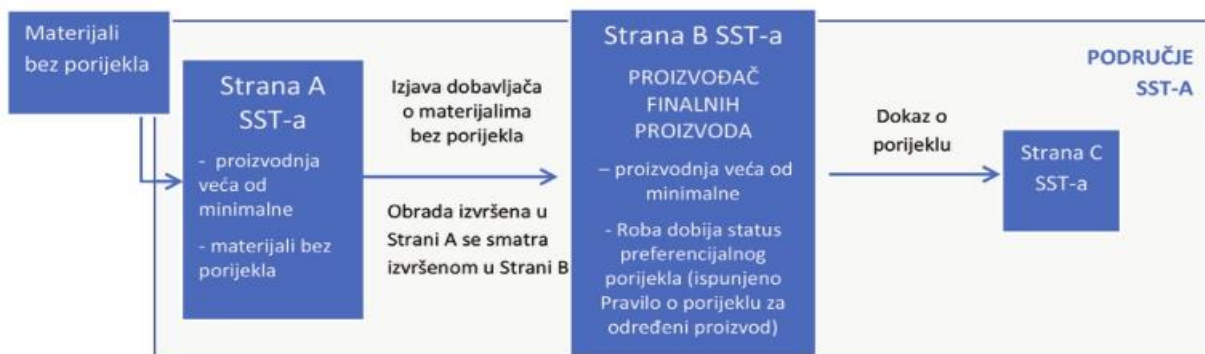 Materijali
bez porijekla
Strana A
SST-a
- proizvodnja
veća od
minimalne
- materijali bez
porijekla
Izjava dobavljača
o materijalima
bez porijekla
Obrada izvršena u
Strani A se smatra
izvršenom u Strani B
Strana B SST-a
PROIZVOĐAČ
FINALNIH
PROIZVODA
– proizvodnja veća od
minimalne
- Roba dobija status
preferencijalnog
porijekla (ispunjeno
Pravilo o porijeklu za
određeni proizvod)
Dokaz o
porijeklu
PODRUČJE
SST-A
Strana C
SST-a